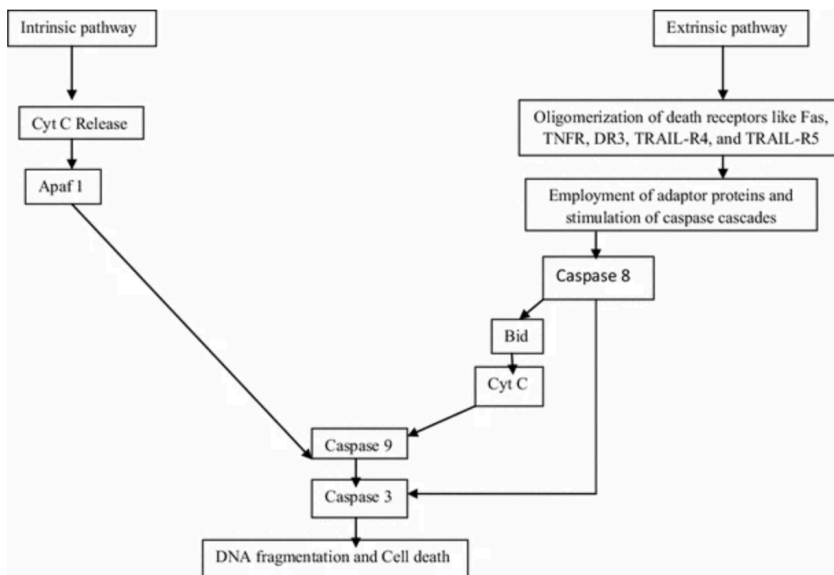 Intrinsic pathway
Extrinsic pathway
Cyt C Release
Oligomerization of death receptors like Fas,
TNFR, DR3, TRAIL-R4, and TRAIL-R5
Apaf 1
Employment of adaptor proteins and
stimulation of caspase cascades
Caspase 8
Bid
Cyt C
Caspase 9
Caspase 3
DNA fragmentation and Cell death